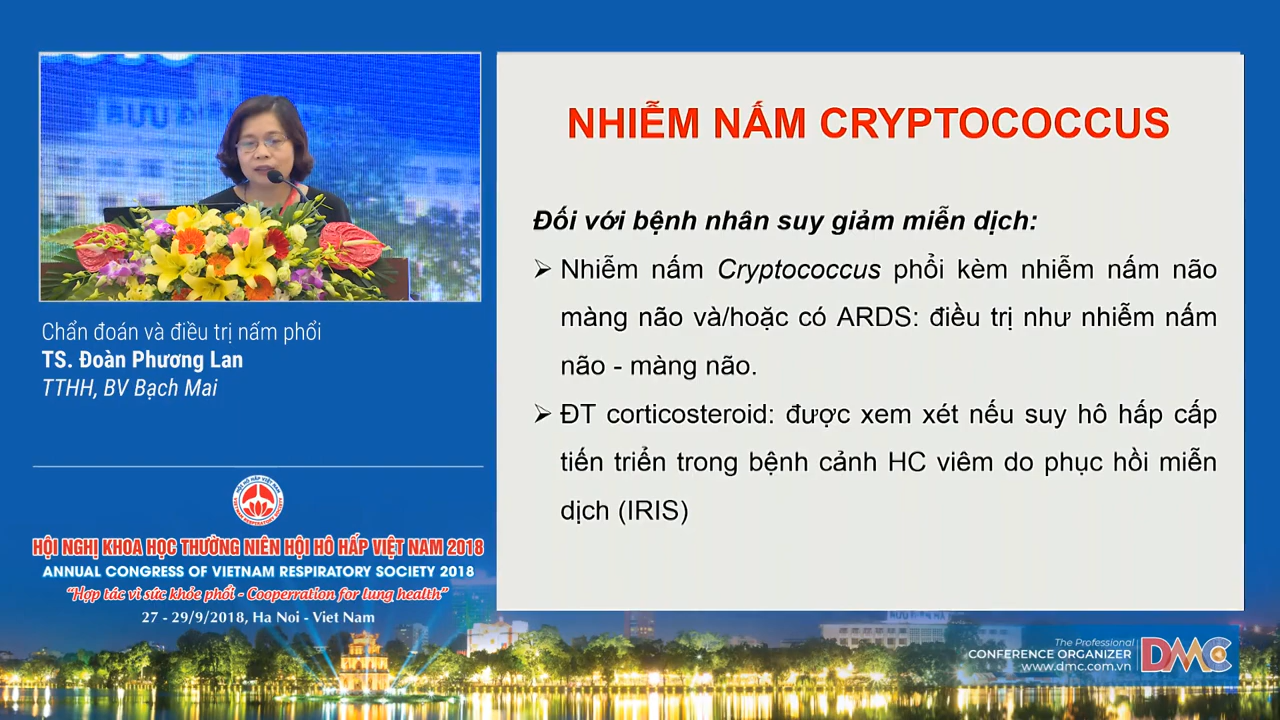 BƯU ĐIỆN
Chẩn đoán và điều trị nấm phổi
TS. Đoàn Phương Lan
TTHH, BV Bạch Mai
HỘI NGHỊ KHOA HỌC THƯỜNG NIÊN HỘI HÔ HẤP VIỆT NAM 2018
ANNUAL CONGRESS OF VIETNAM RESPIRATORY SOCIETY 2018
“Hợp tác vì sức khỏe phổi - Cooperration for lung health”
27 - 29/9/2018, Ha Noi - Viet Nam
NHIỄM NẤM CRYPTOCOCCUS
Đối với bệnh nhân suy giảm miễn dịch:
➢ Nhiễm nấm Cryptococcus phổi kèm nhiễm nấm não
màng não và/hoặc có ARDS: điều trị như nhiễm nấm
não - màng não.
➢ ĐT corticosteroid: được xem xét nếu suy hô hấp cấp
tiến triển trong bệnh cảnh HC viêm do phục hồi miễn
dịch (IRIS)
BƯU ĐIỆN HÀ NỘI
The Professional
CONFERENCE ORGANIZER
www.dmc.com.vn
DMC